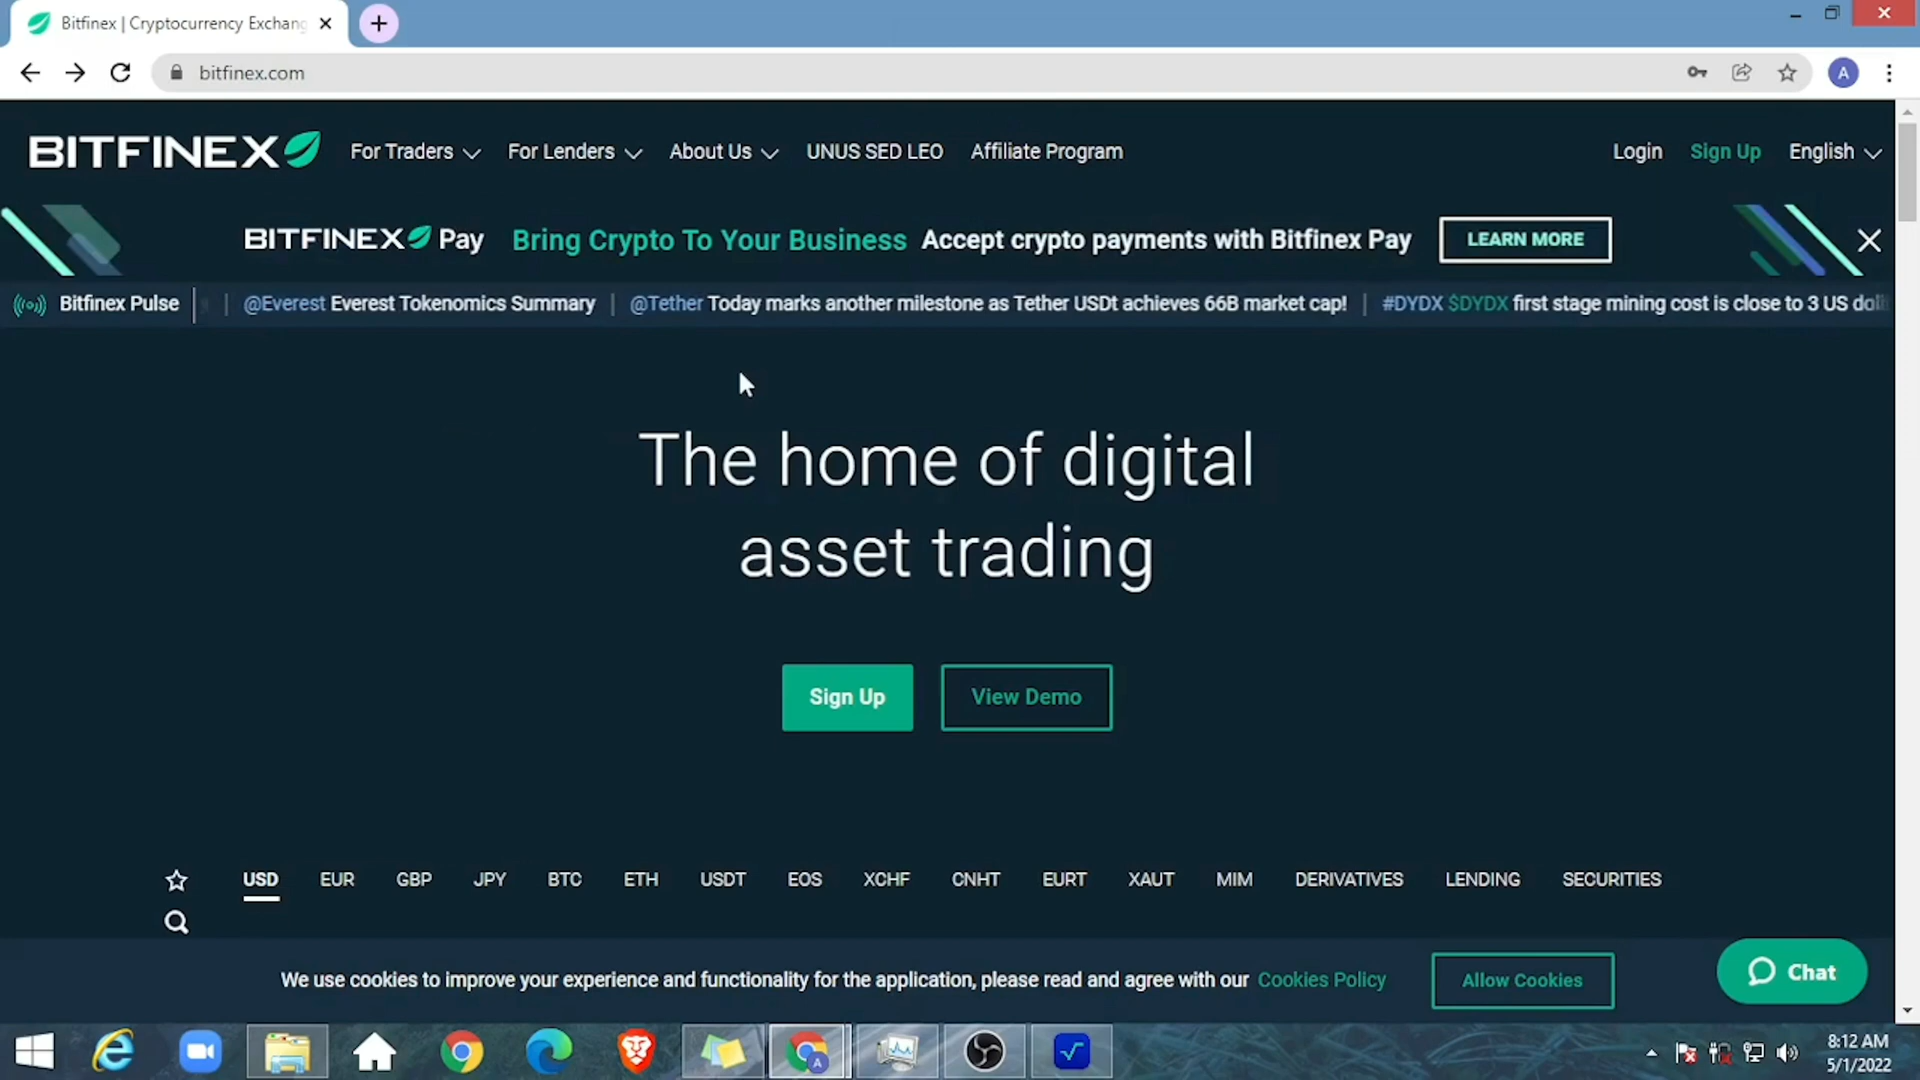 Bitfinex | Cryptocurrency Exchang
bitfinex.com
A
BITFINEX For Traders For Lenders About Us UNUS SED LEO Affiliate Program Login Sign Up English
BITFINEX Pay Bring Crypto To Your Business Accept crypto payments with Bitfinex Pay LEARN MORE
Bitfinex Pulse | @Everest Everest Tokenomics Summary | @Tether Today marks another milestone as Tether USDt achieves 66B market cap! | #DYDX $DYDX first stage mining cost is close to 3 US
The home of digital
asset trading
Sign Up View Demo
USD EUR GBP JPY BTC ETH USDT EOS XCHF CNHT EURT XAUT MIM DERIVATIVES LENDING SECURITIES
We use cookies to improve your experience and functionality for the application, please read and agree with our Cookies Policy Allow Cookies
Chat
8:12 AM
5/1/2022